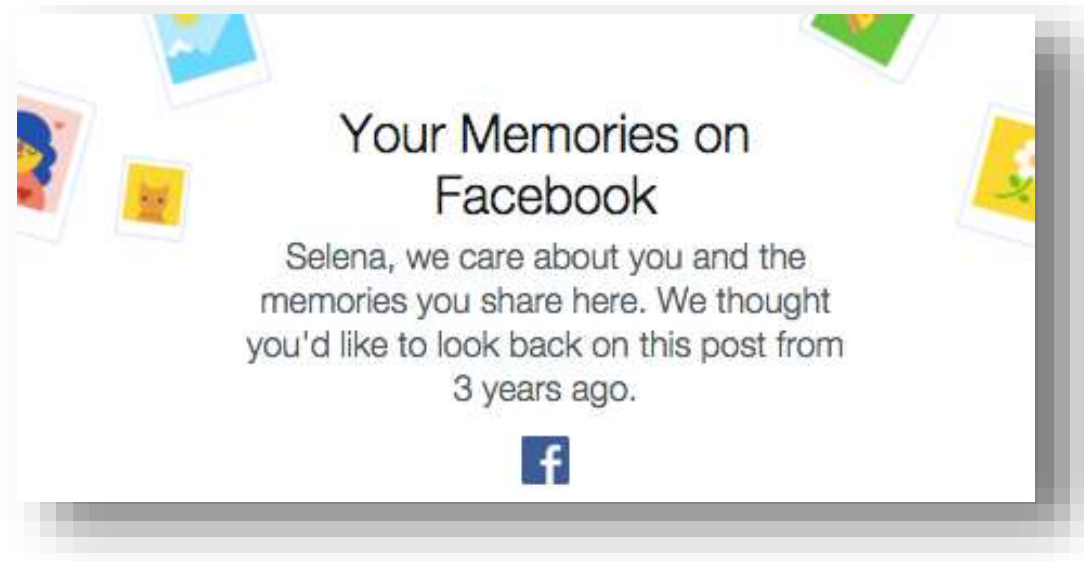 Your Memories on
Facebook
Selena, we care about you and the
memories you share here. We thought
you'd like to look back on this post from
3 years ago.
f